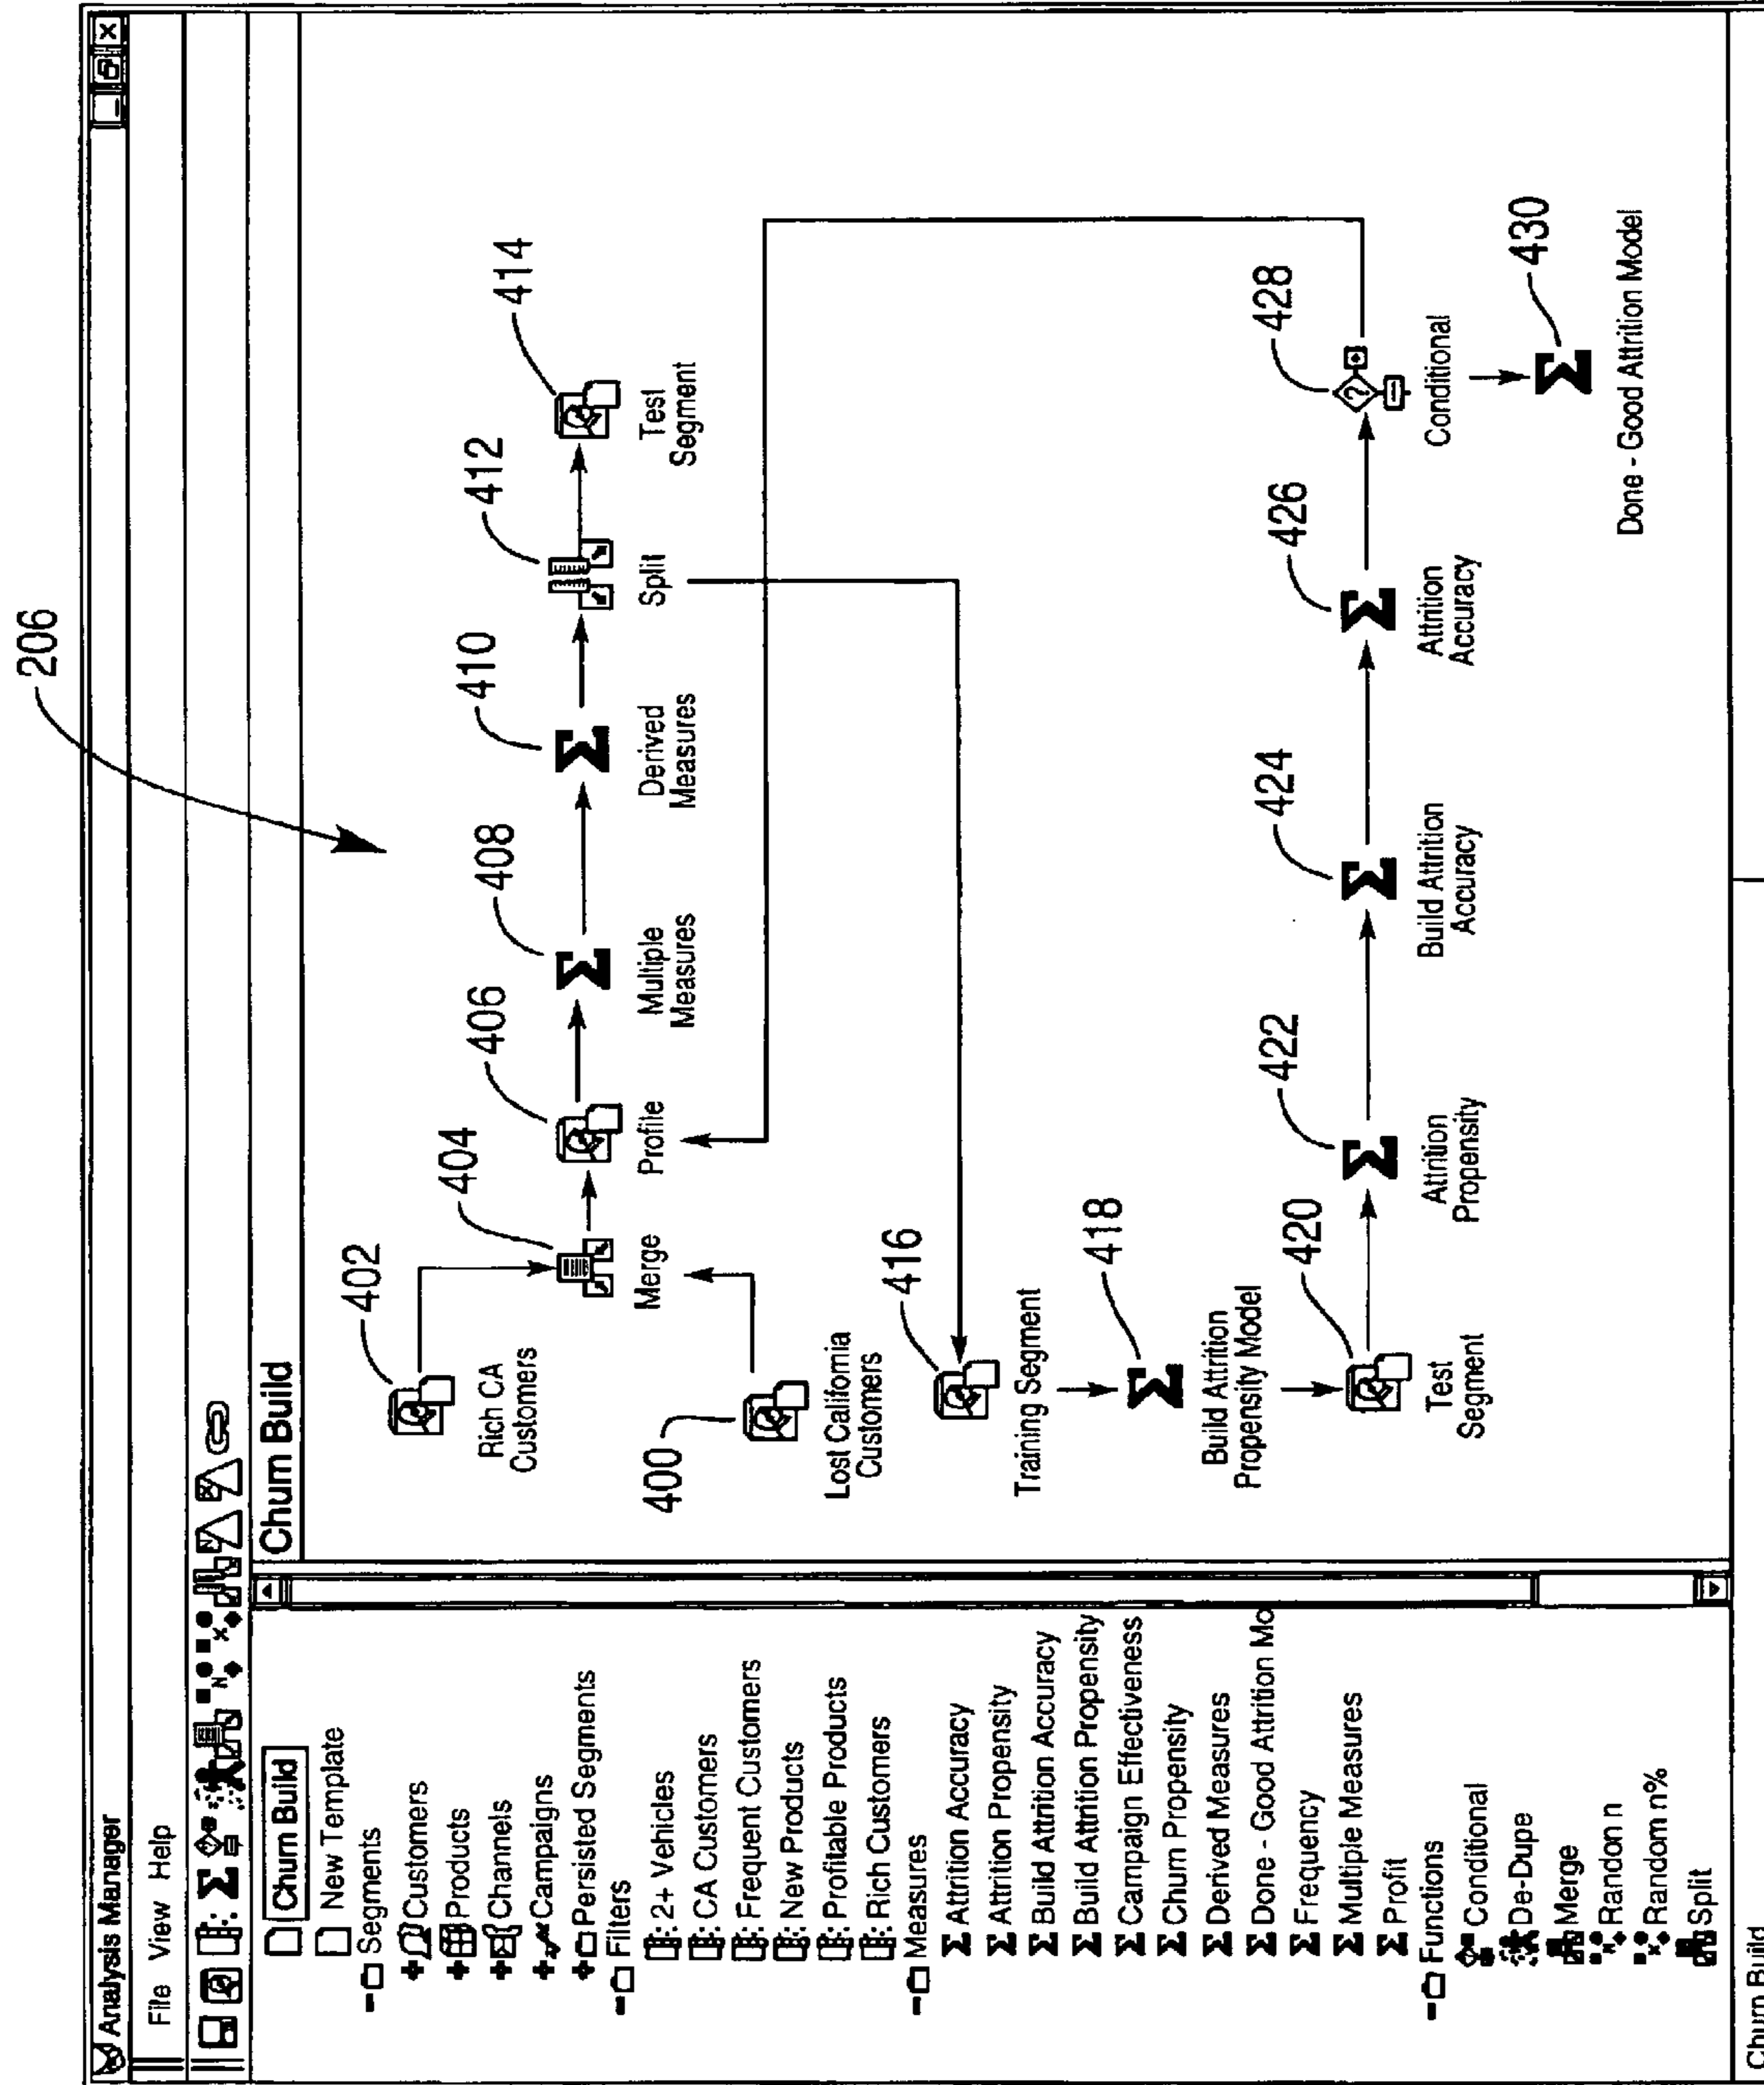 206
Analysis Manager
File View Help
Churn Build
New Template
Segments
Customers
Products
Channels
Campaigns
Persisted Segments
Filters
2+ Vehicles
CA Customers
Frequent Customers
New Products
Profitable Products
Rich Customers
Measures
Σ Attrition Accuracy
Σ Attrition Propensity
Σ Build Attrition Accuracy
Σ Build Attrition Propensity
Σ Campaign Effectiveness
Σ Churn Propensity
Σ Derived Measures
Σ Done - Good Attrition Mo
Σ Frequency
Σ Multiple Measures
Σ Profit
Functions
Conditional
De-Dupe
Merge
Randon n
Random n%
Split
Churn Build
402
Rich CA
Customers
400
Lost California
Customers
404
Merge
406
Profile
408
Σ
Multiple
Measures
410
Σ
Derived
Measures
412
Split
414
Test
Segment
416
Training Segment
418
Σ
Build Attrition
Propensity Model
420
Test
Segment
422
Σ
Attrition
Propensity
424
Σ
Build Attrition
Accuracy
426
Σ
Attrition
Accuracy
428
?
Conditional
430
Σ
Done - Good Attrition Model
Churn Build